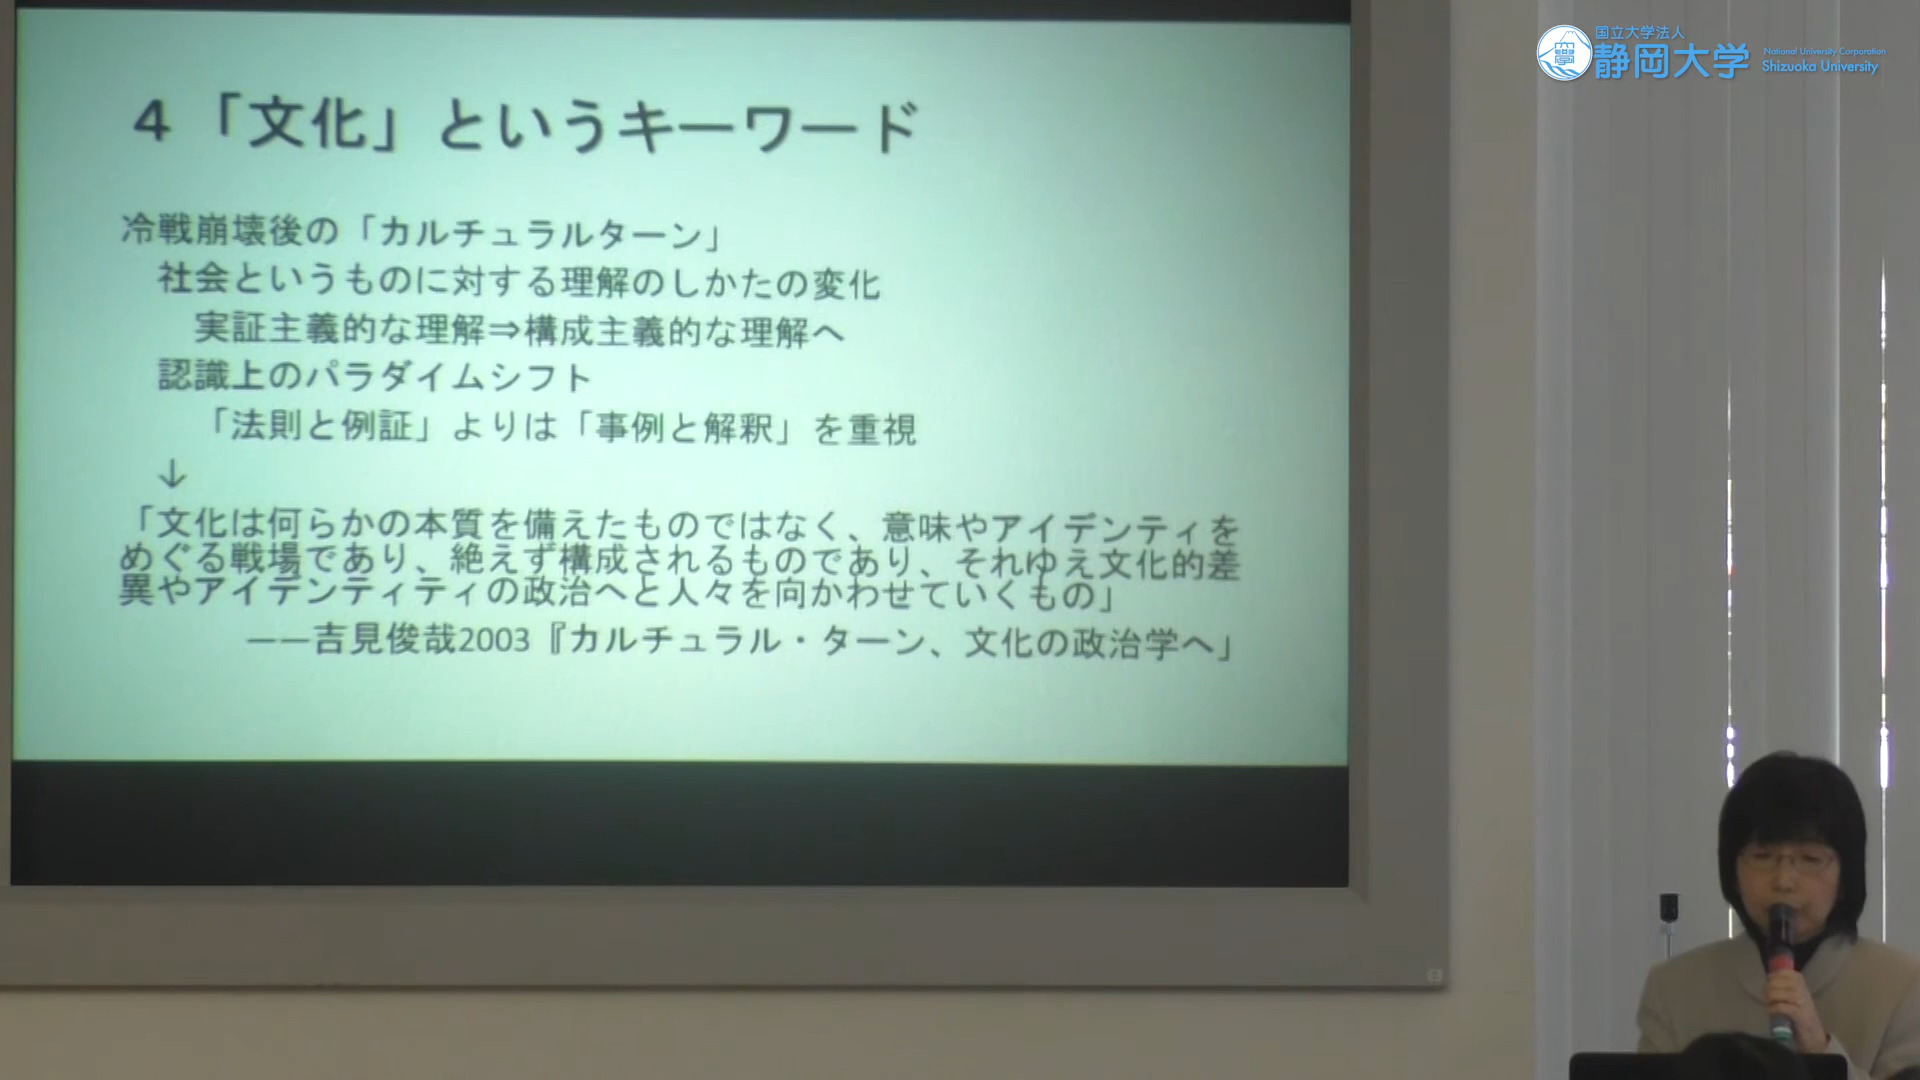 国立大学法人
静岡大学
National University Corporation
Shizuoka University
4「文化」というキーワード
冷戦崩壊後の「カルチュラルターン」
社会というものに対する理解のしかたの変化
実証主義的な理解⇒構成主義的な理解へ
認識上のパラダイムシフト
「法則と例証」よりは「事例と解釈」を重視
↓
「文化は何らかの本質を備えたものではなく、意味やアイデンティを
めぐる戦場であり、絶えず構成されるものであり、それゆえ文化的差
異やアイデンティティの政治へと人々を向かわせていくもの」
――吉見俊哉2003『カルチュラル・ターン、文化の政治学へ」